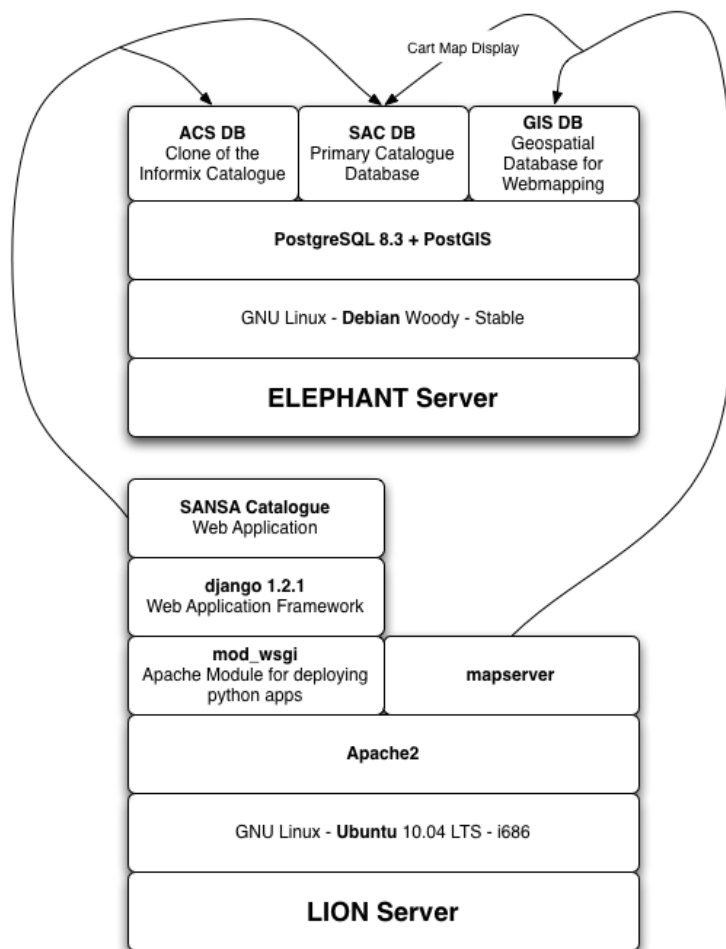 Cart Map Display
ACS DB
Clone of the
Informix Catalogue
SAC DB
Primary Catalogue
Database
GIS DB
Geospatial
Database for
Webmapping
PostgreSQL 8.3 + PostGIS
GNU Linux - Debian Woody - Stable
ELEPHANT Server
SANSA Catalogue
Web Application
django 1.2.1
Web Application Framework
mod_wsgi
Apache Module for deploying
python apps
mapserver
Apache2
GNU Linux - Ubuntu 10.04 LTS - i686
LION Server